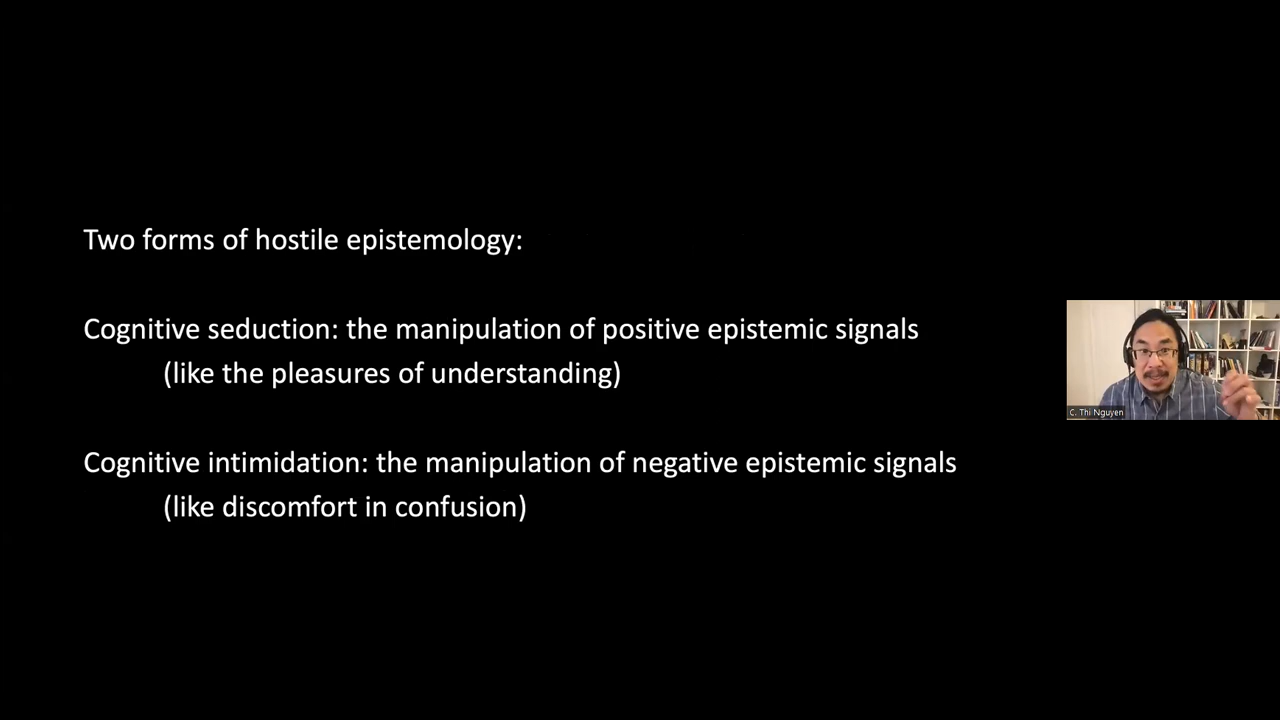 Two forms of hostile epistemology:
Cognitive seduction: the manipulation of positive epistemic signals
(like the pleasures of understanding)
Cognitive intimidation: the manipulation of negative epistemic signals
(like discomfort in confusion)
C. Thi Nguyen